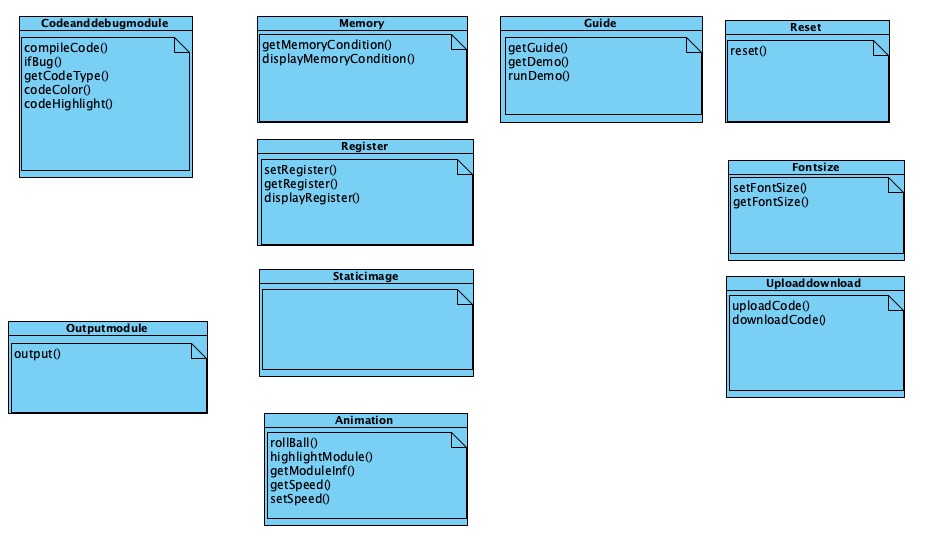 Codeanddebugmodule
compileCode()
ifBug()
getCodeType()
codeColor()
codeHighlight()
Memory
getMemoryCondition()
displayMemoryCondition()
Guide
getGuide()
getDemo()
runDemo()
Reset
reset()
Register
setRegister()
getRegister()
displayRegister()
Fontsize
setFontSize()
getFontSize()
Staticimage
Uploaddownload
uploadCode()
downloadCode()
Outputmodule
output()
Animation
rollBall()
highlightModule()
getModuleInf()
getSpeed()
setSpeed()